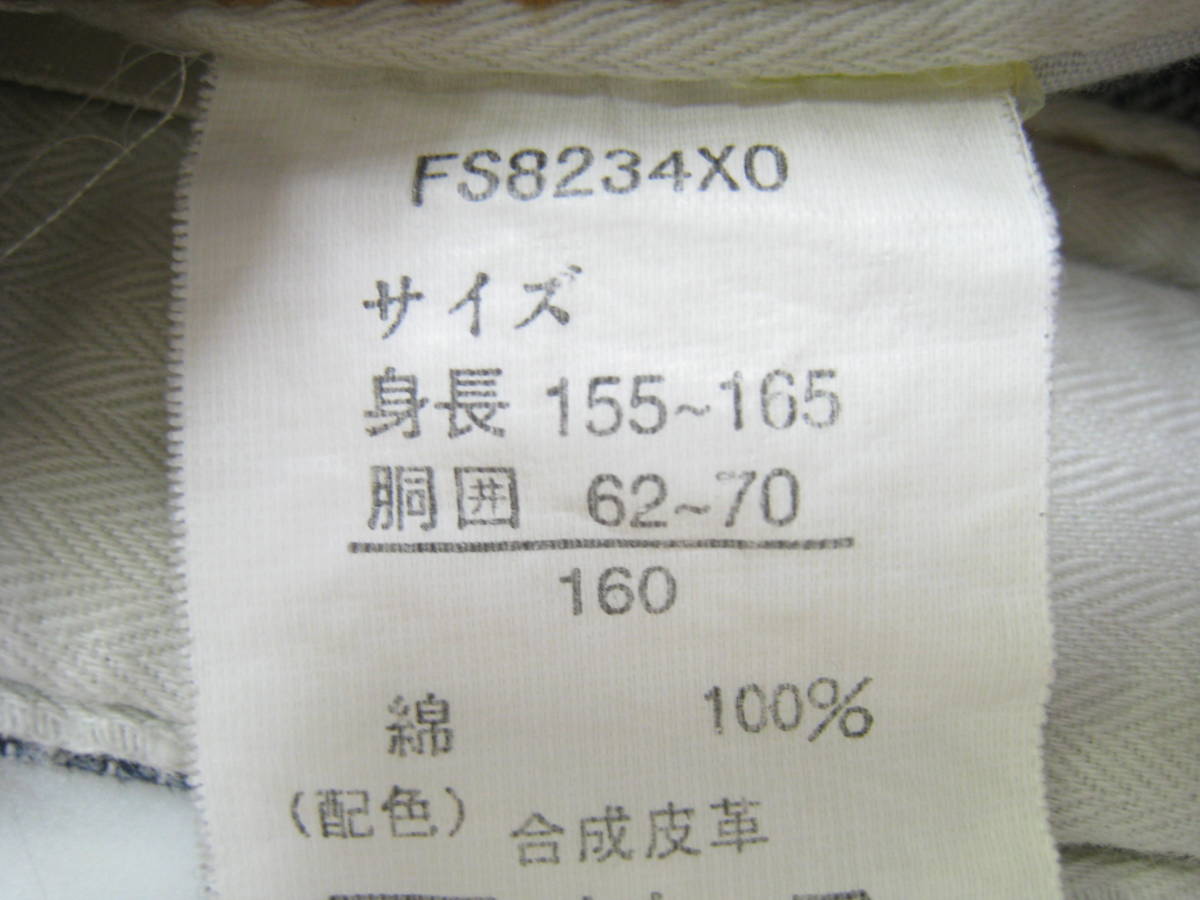 FS8234XO
サイズ
身長 155~165
胴囲 62~70
160
綿 100%
(配色) 合成皮革